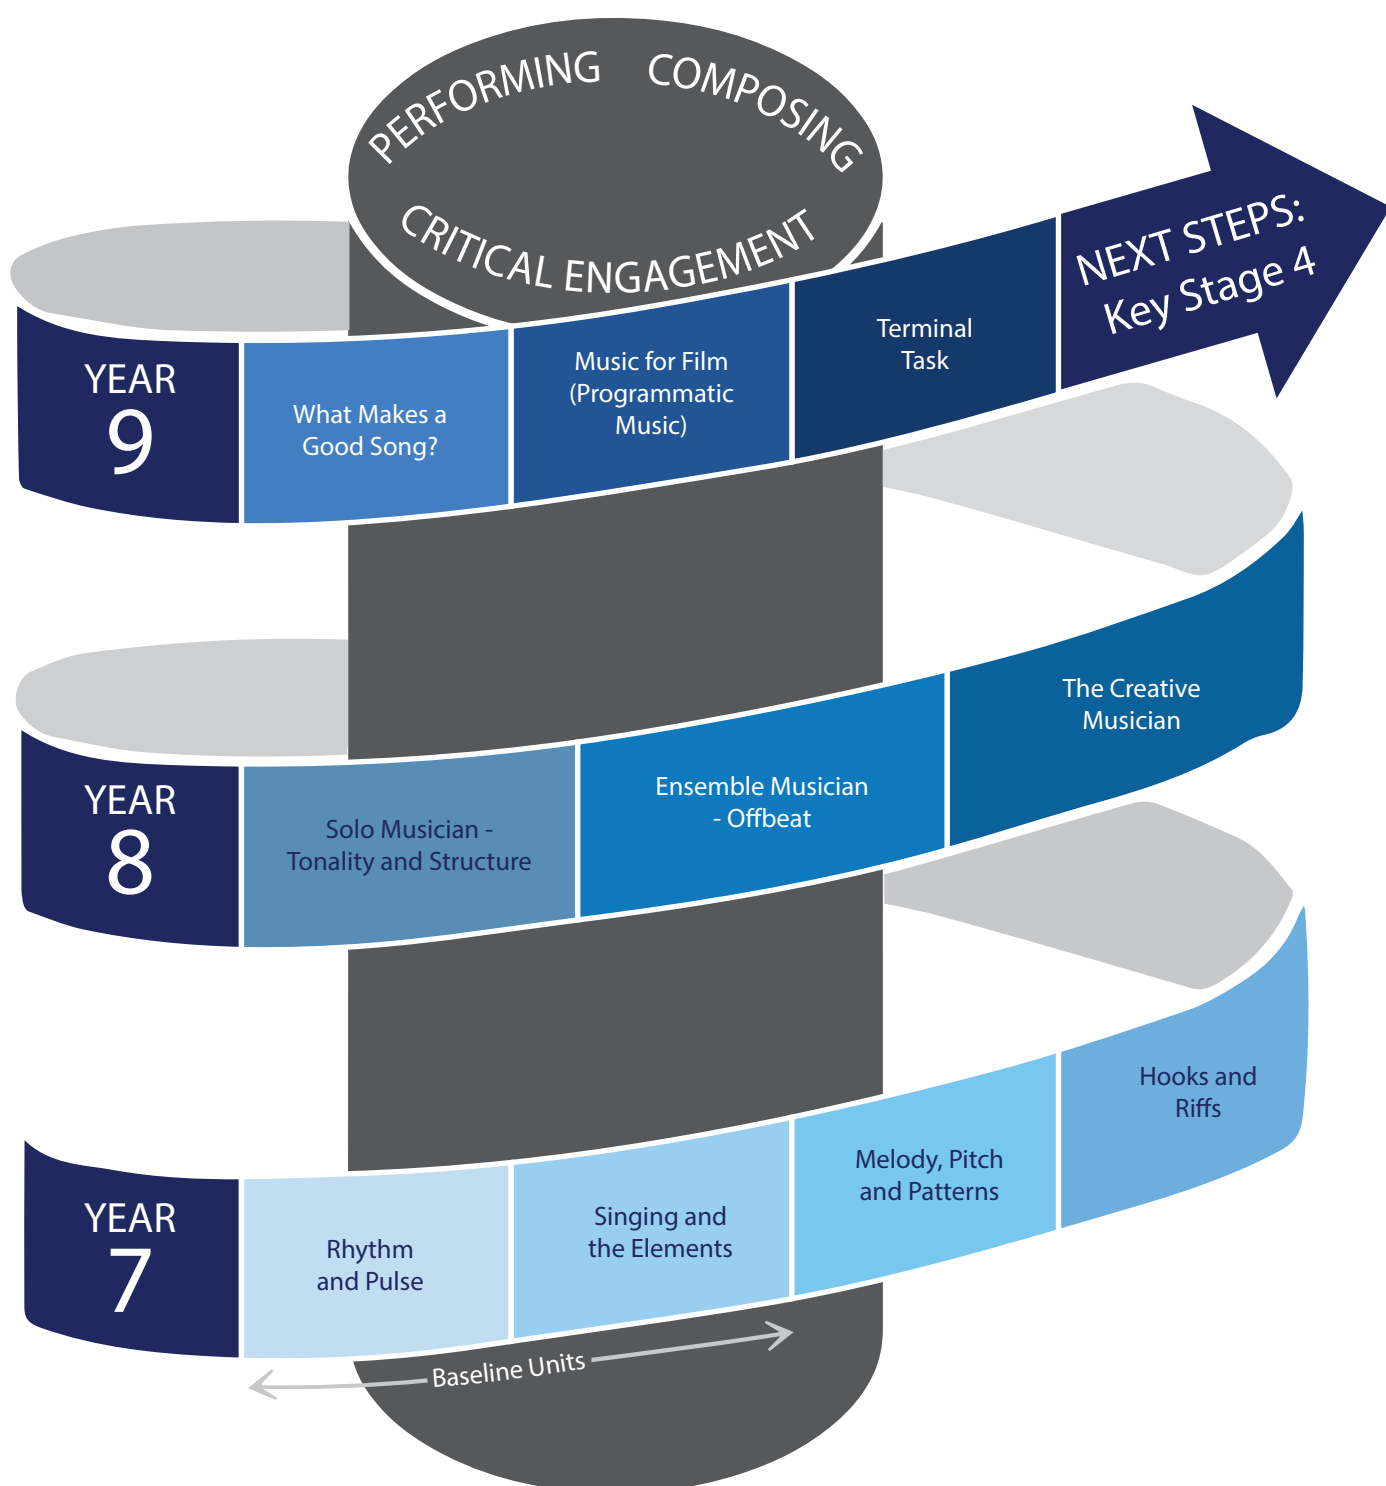 PERFORMING COMPOSING
CRITICAL ENGAGEMENT
NEXT STEPS:
Key Stage 4
YEAR
9
What Makes a
Good Song?
Music for Film
(Programmatic
Music)
Terminal
Task
YEAR
8
Solo Musician -
Tonality and Structure
Ensemble Musician
- Offbeat
The Creative
Musician
YEAR
7
Rhythm
and Pulse
Singing and
the Elements
Melody, Pitch
and Patterns
Hooks and
Riffs
Baseline Units